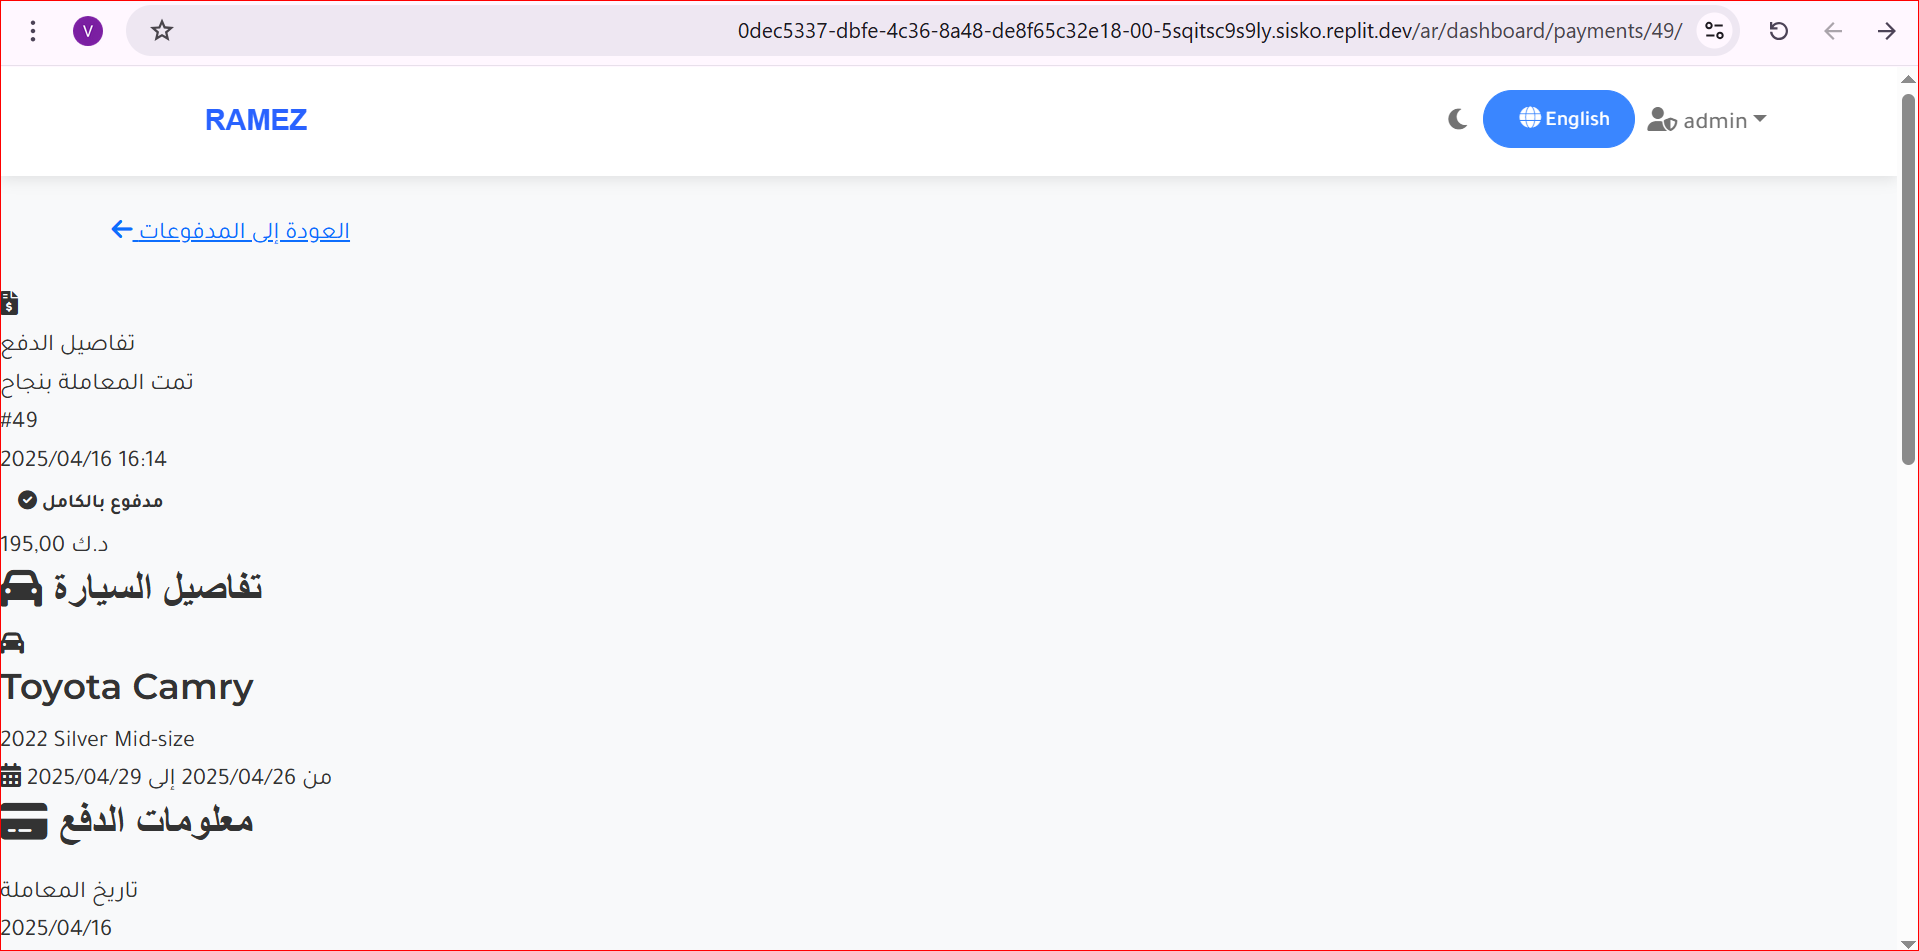 V
0dec5337-dbfe-4c36-8a48-de8f65c32e18-00-5sqitsc9s9ly.sisko.replit.dev/ar/dashboard/payments/49/
RAMEZ
English
admin
العودة إلى المدفوعات
تفاصيل الدفع
تمت المعاملة بنجاح
#49
2025/04/16 16:14
مدفوع بالكامل
195,00 د.ك
تفاصيل السيارة
Toyota Camry
2022 Silver Mid-size
من 2025/04/26 إلى 2025/04/29
معلومات الدفع
تاريخ المعاملة
2025/04/16